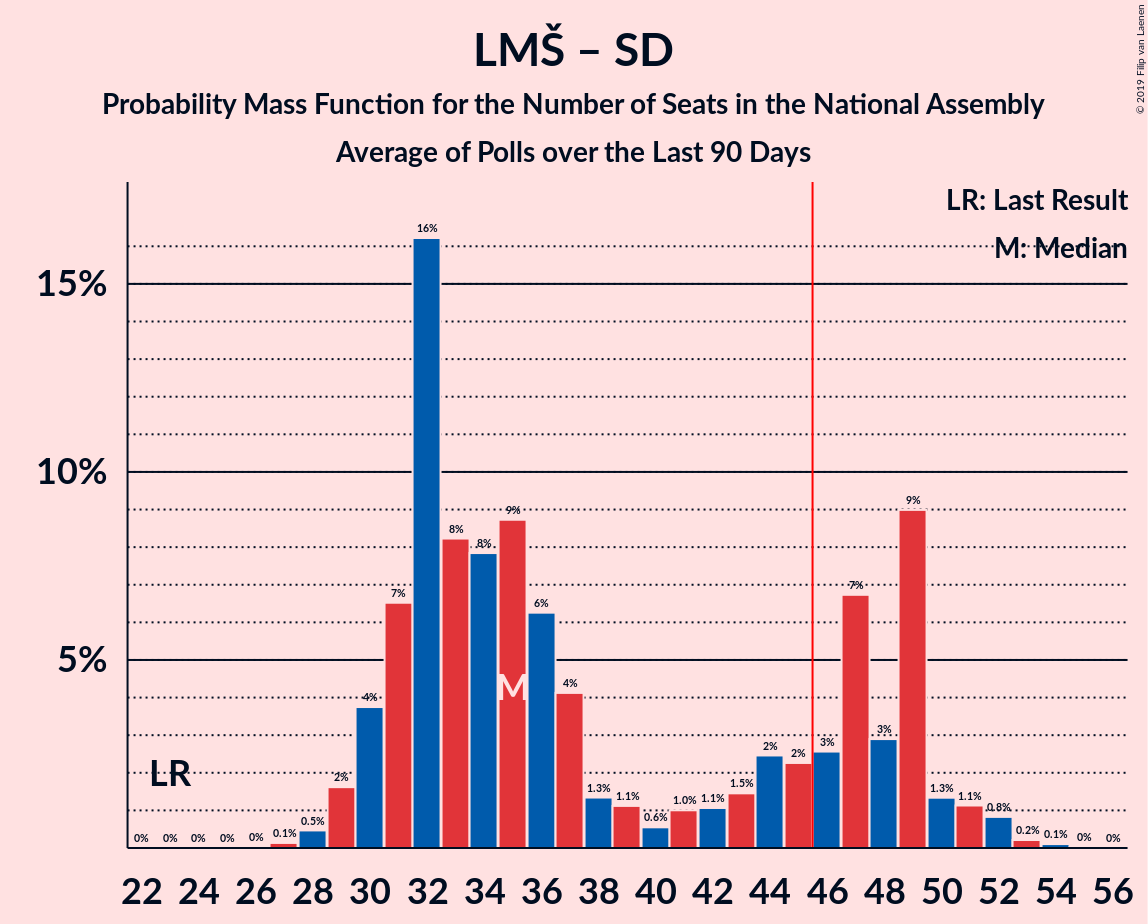 LMŠ – SD
Probability Mass Function for the Number of Seats in the National Assembly
Average of Polls over the Last 90 Days
© 2019 Filip van Laenen
LR: Last Result
M: Median
15%
10%
5%
0% 0% 0% 0% 0% 0.1% 0.5% 2% 4% 7% 16% 8% 8% 9% 6% 4% 1.3% 1.1% 0.6% 1.0% 1.1% 1.5% 2% 2% 3% 7% 3% 9% 1.3% 1.1% 0.8% 0.2% 0.1% 0% 0%
LR
M
22 24 26 28 30 32 34 36 38 40 42 44 46 48 50 52 54 56